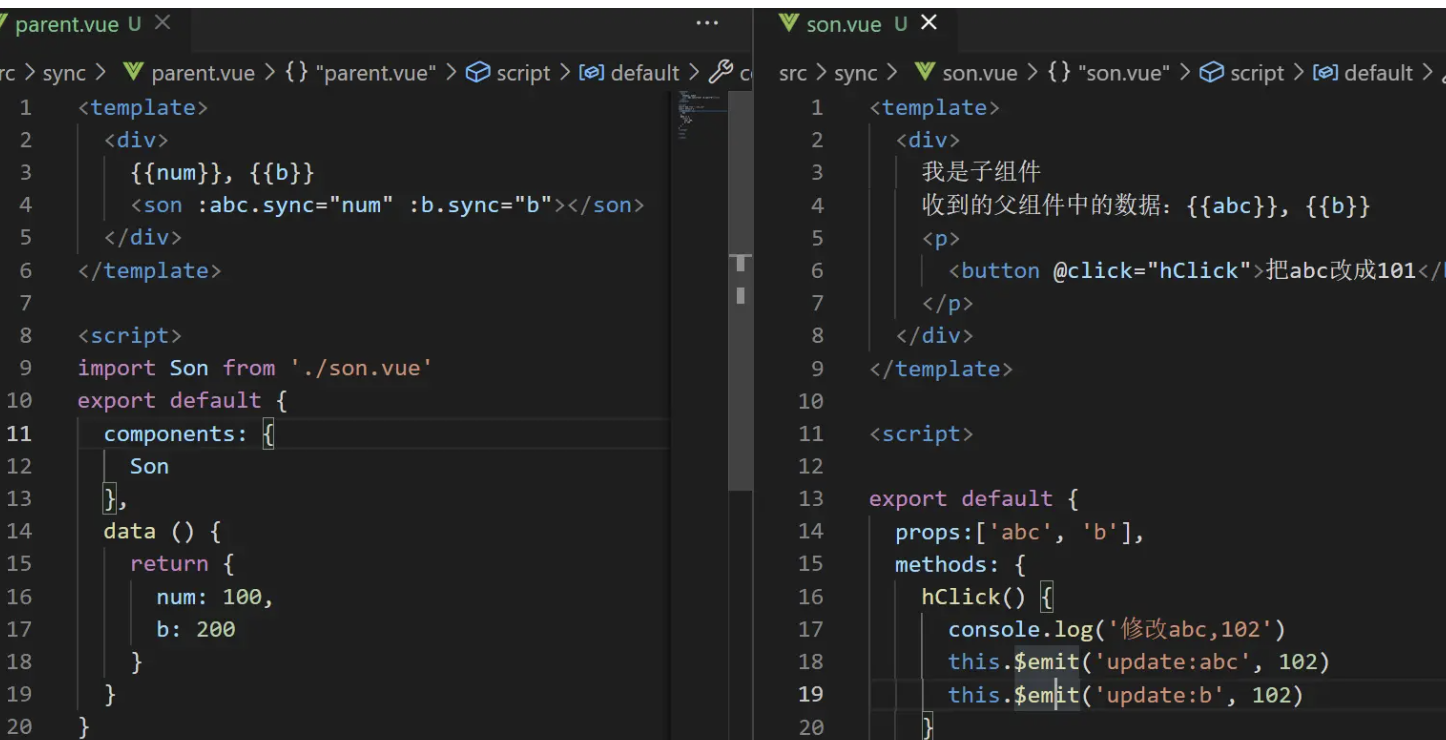 parent.vue U
rc > sync > parent.vue > {} "parent.vue" > script > default >
1 <template>
2 <div>
3 {{num}}, {{b}}
4 <son :abc.sync="num" :b.sync="b"></son>
5 </div>
6 </template>
7
8 <script>
9 import Son from './son.vue'
10 export default {
11 components: {
12 Son
13 },
14 data () {
15 return {
16 num: 100,
17 b: 200
18 }
19 }
20 }
son.vue U
src > sync > son.vue > {} "son.vue" > script > default >
1 <template>
2 <div>
3 我是子组件
4 收到的父组件中的数据：{{abc}}, {{b}}
5 <p>
6 <button @click="hClick">把abc改成101</
7 </p>
8 </div>
9 </template>
10
11 <script>
12
13 export default {
14 props:['abc', 'b'],
15 methods: {
16 hClick() {
17 console.log('修改abc,102')
18 this.$emit('update:abc', 102)
19 this.$emit('update:b', 102)
20 }